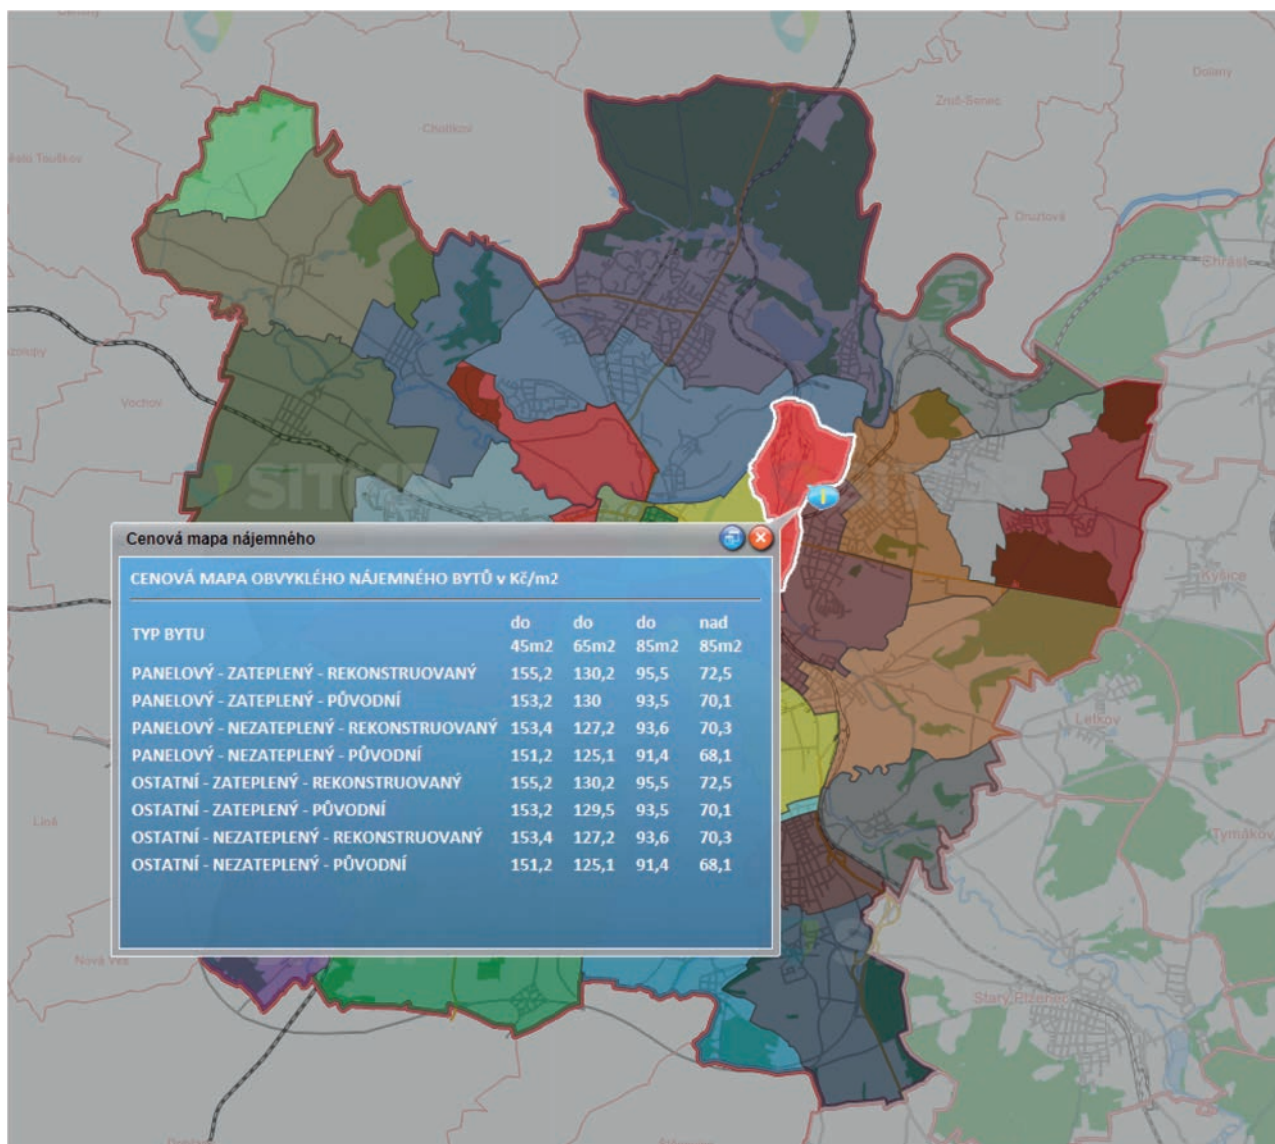 Dolany
Zruč-Senec
Chotíkov
Město Touškov
Druztová
Chrást
Vochov
SITMP
Cenová mapa nájemného
CENOVÁ MAPA OBVYKLÉHO NÁJEMNÉHO BYTŮ v Kč/m2
TYP BYTU do 45m2 do 65m2 do 85m2 nad 85m2
PANELOVÝ - ZATEPLENÝ - REKONSTRUOVANÝ 155,2 130,2 95,5 72,5
PANELOVÝ - ZATEPLENÝ - PŮVODNÍ 153,2 130 93,5 70,1
PANELOVÝ - NEZATEPLENÝ - REKONSTRUOVANÝ 153,4 127,2 93,6 70,3
PANELOVÝ - NEZATEPLENÝ - PŮVODNÍ 151,2 125,1 91,4 68,1
OSTATNÍ - ZATEPLENÝ - REKONSTRUOVANÝ 155,2 130,2 95,5 72,5
OSTATNÍ - ZATEPLENÝ - PŮVODNÍ 153,2 129,5 93,5 70,1
OSTATNÍ - NEZATEPLENÝ - REKONSTRUOVANÝ 153,4 127,2 93,6 70,3
OSTATNÍ - NEZATEPLENÝ - PŮVODNÍ 151,2 125,1 91,4 68,1
Kyšice
Letkov
Líně
Tymákov
Nová Ves
Starý Plzenec